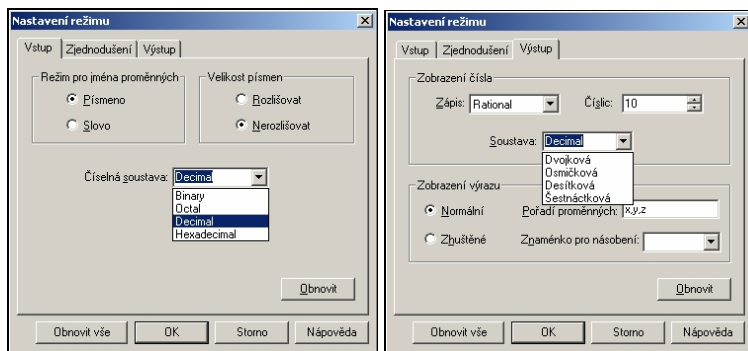 Nastavení režimu
Vstup Zjednodušení Výstup
Režim pro jména proměnných
Písmeno
Slovo
Velikost písmen
Rozlišovat
Nerozlišovat
Číselná soustava: Decimal
Binary
Octal
Decimal
Hexadecimal
Obnovit
Obnovit vše OK Storno Nápověda
Nastavení režimu
Vstup Zjednodušení Výstup
Zobrazení čísla
Zápis: Rational Číslic: 10
Soustava: Decimal
Dvojková
Osmičková
Desítková
Šestnáctková
Zobrazení výrazu
Normální Pořadí proměnných: x,y,z
Zhuštěné Znaménko pro násobení:
Obnovit
Obnovit vše OK Storno Nápověda